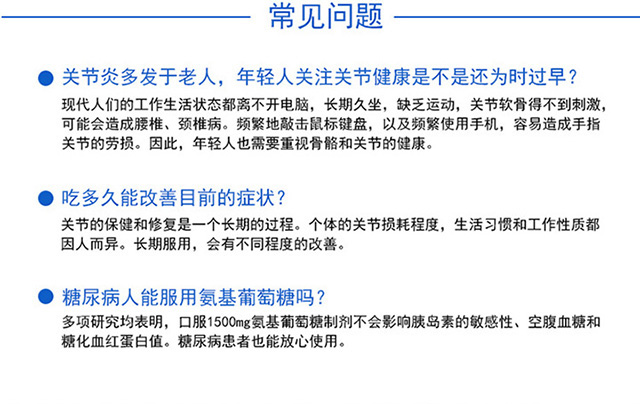 常见问题
关节炎多发于老人，年轻人关注关节健康是不是还为时过早？
现代人们的工作生活状态都离不开电脑，长期久坐，缺乏运动，关节软骨得不到刺激，
可能会造成腰椎、颈椎病。频繁地敲击鼠标键盘，以及频繁使用手机，容易造成手指
关节的劳损。因此，年轻人也需要重视骨骼和关节的健康。
吃多久能改善目前的症状？
关节的保健和修复是一个长期的过程。个体的关节损耗程度，生活习惯和工作性质都
因人而异。长期服用，会有不同程度的改善。
糖尿病人能服用氨基葡萄糖吗？
多项研究均表明，口服1500mg氨基葡萄糖制剂不会影响胰岛素的敏感性、空腹血糖和
糖化血红蛋白值。糖尿病患者也能放心使用。